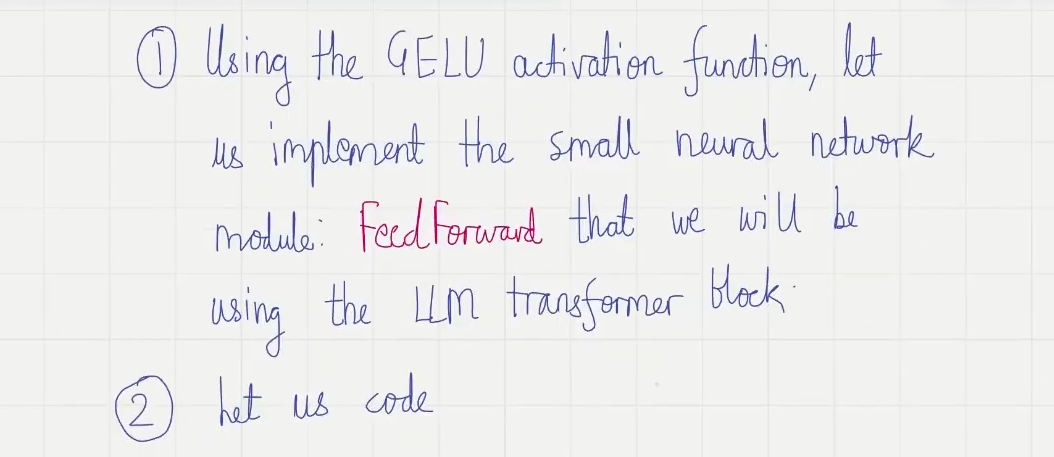 ① Using the GELU activation function, let
us implement the small neural network
module: FeedForward that we will be
using the LLM transformer block.
② Let us code